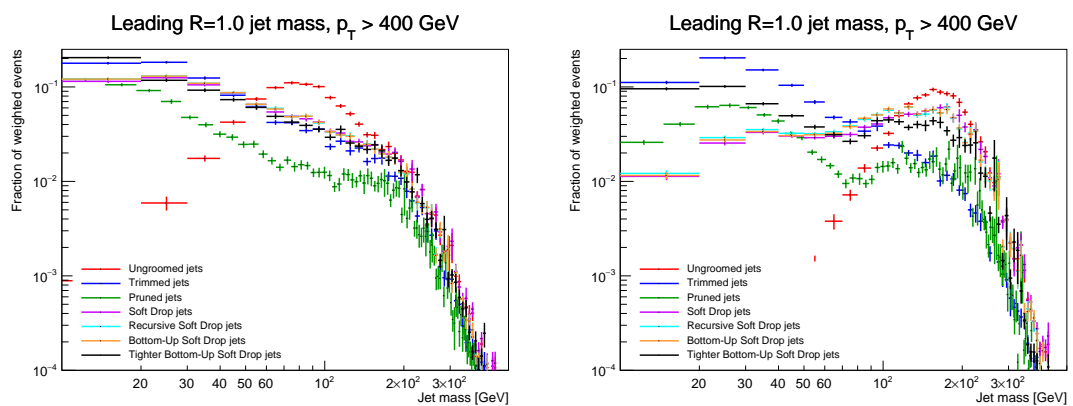 Leading R=1.0 jet mass, p_T > 400 GeV
Fraction of weighted events
10^−1
10^−2
10^−3
10^−4
Ungroomed jets
Trimmed jets
Pruned jets
Soft Drop jets
Recursive Soft Drop jets
Bottom-Up Soft Drop jets
Tighter Bottom-Up Soft Drop jets
20 30 40 50 60 10^2 2×10^2 3×10^2
Jet mass [GeV]
Leading R=1.0 jet mass, p_T > 400 GeV
Fraction of weighted events
10^−1
10^−2
10^−3
10^−4
Ungroomed jets
Trimmed jets
Pruned jets
Soft Drop jets
Recursive Soft Drop jets
Bottom-Up Soft Drop jets
Tighter Bottom-Up Soft Drop jets
20 30 40 50 60 10^2 2×10^2 3×10^2
Jet mass [GeV]